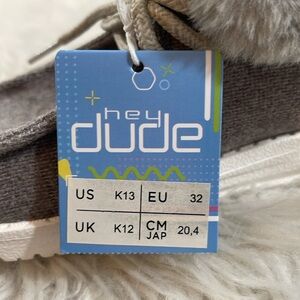 hey
dude
US K13 EU 32
UK K12 CM JAP 20,4